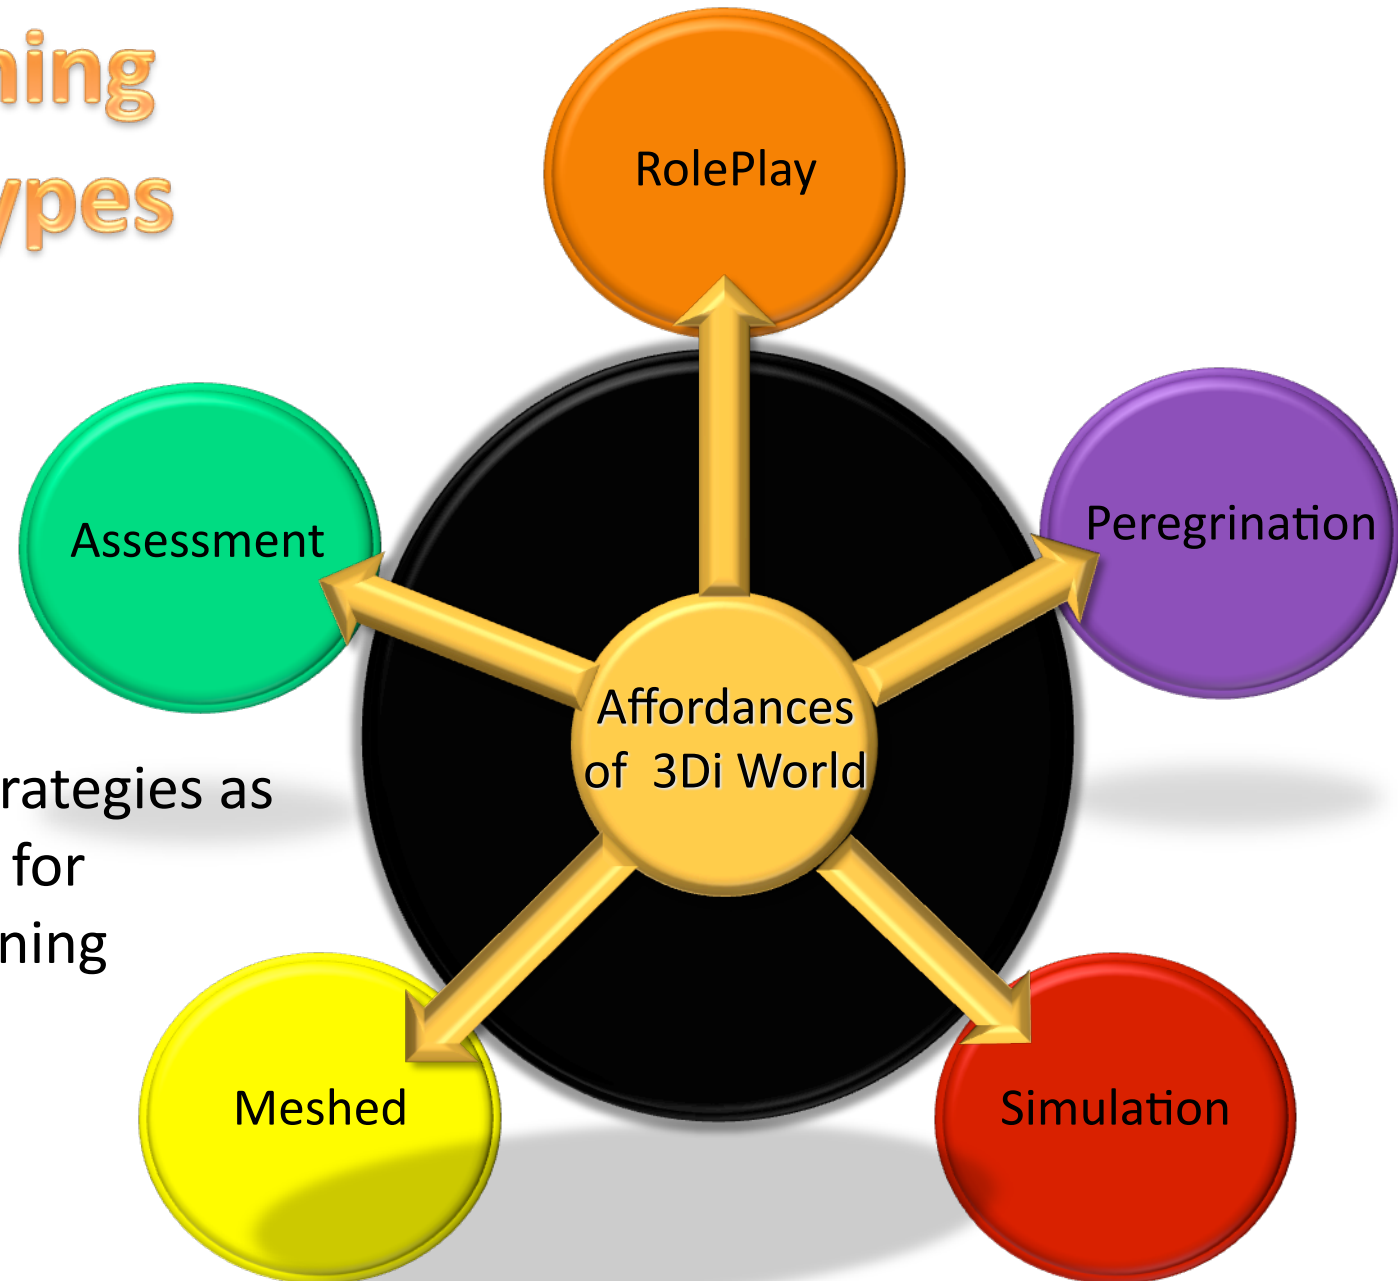 ning
ypes
RolePlay
Assessment
Peregrination
Affordances
of  3Di World
rategies as
for
ning
Meshed
Simulation